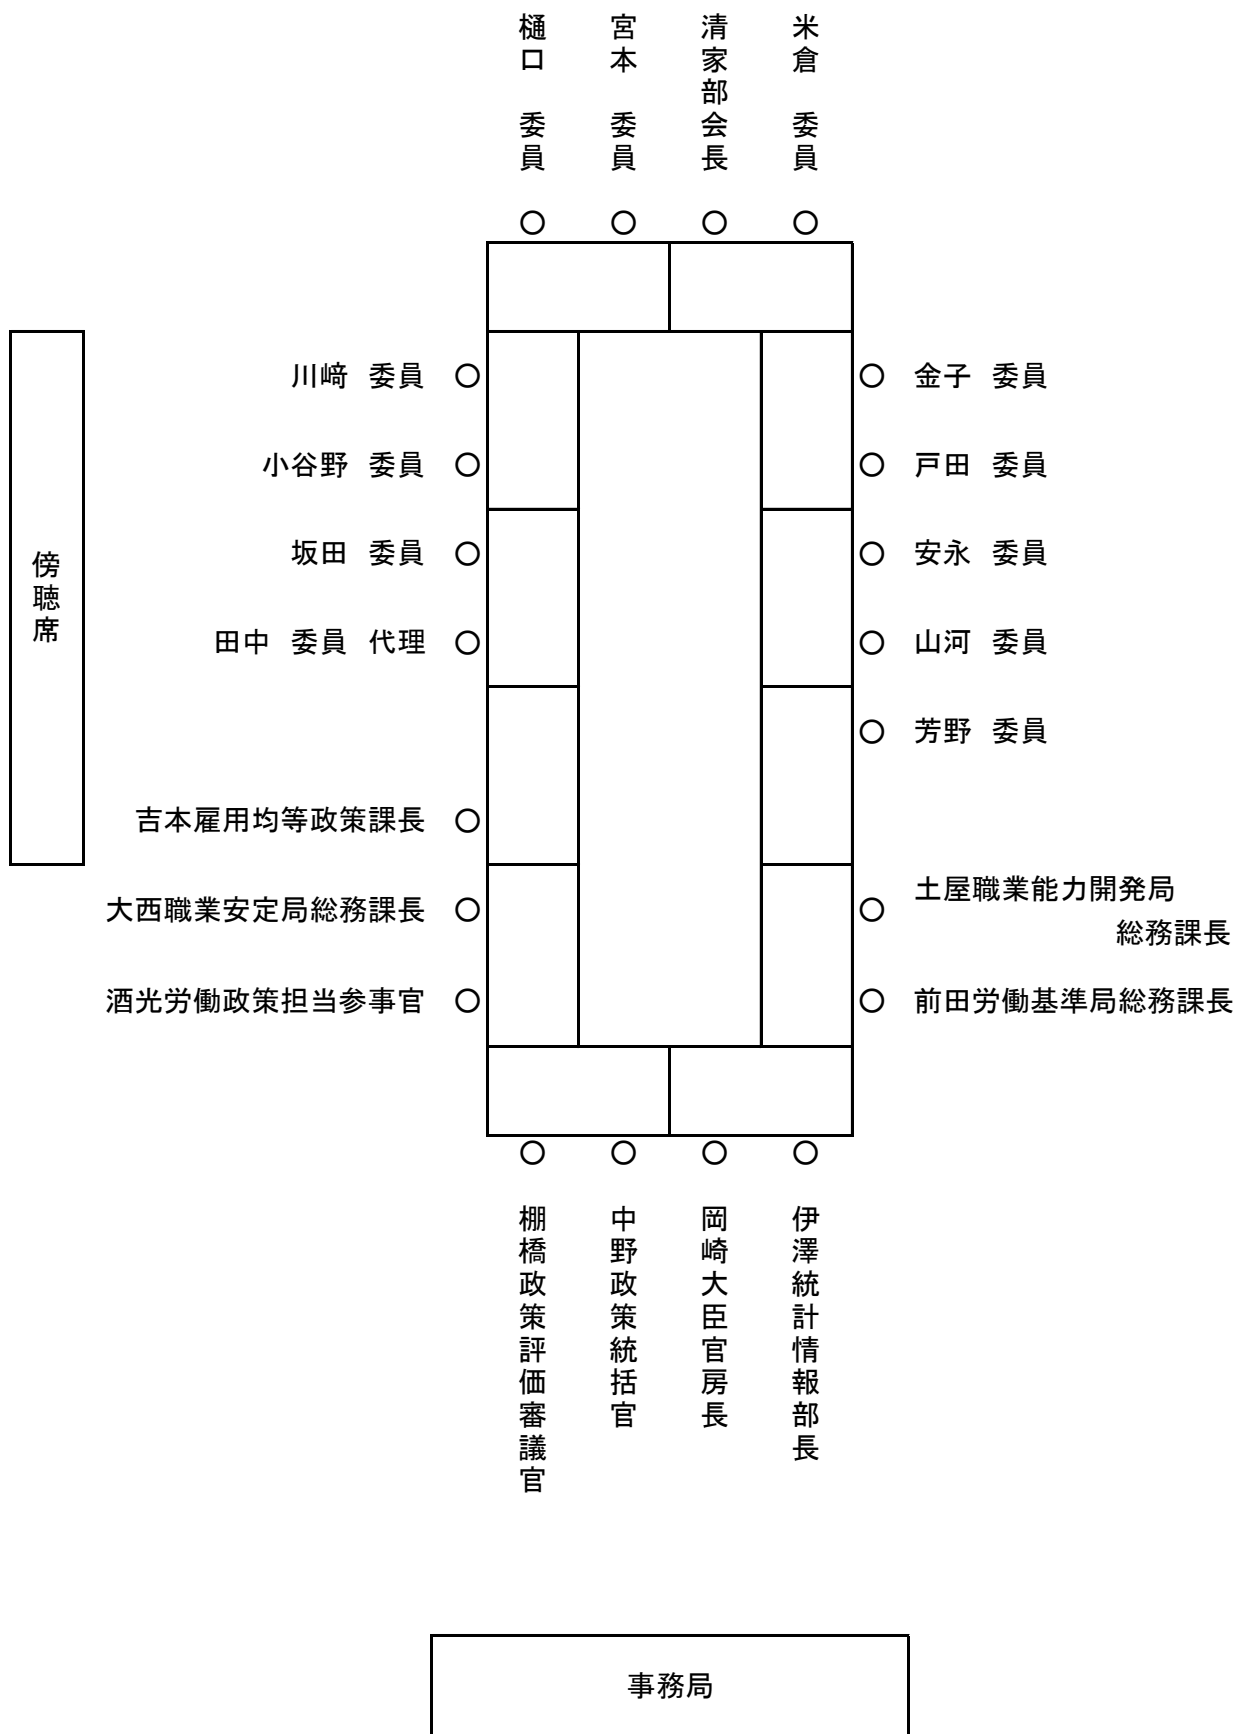 樋口 委員
宮本 委員
清家部会長
米倉 委員
川﨑 委員
小谷野 委員
坂田 委員
田中 委員 代理
吉本雇用均等政策課長
大西職業安定局総務課長
酒光労働政策担当参事官
傍聴席
金子 委員
戸田 委員
安永 委員
山河 委員
芳野 委員
土屋職業能力開発局
総務課長
前田労働基準局総務課長
棚橋政策評価審議官
中野政策統括官
岡崎大臣官房長
伊澤統計情報部長
事務局